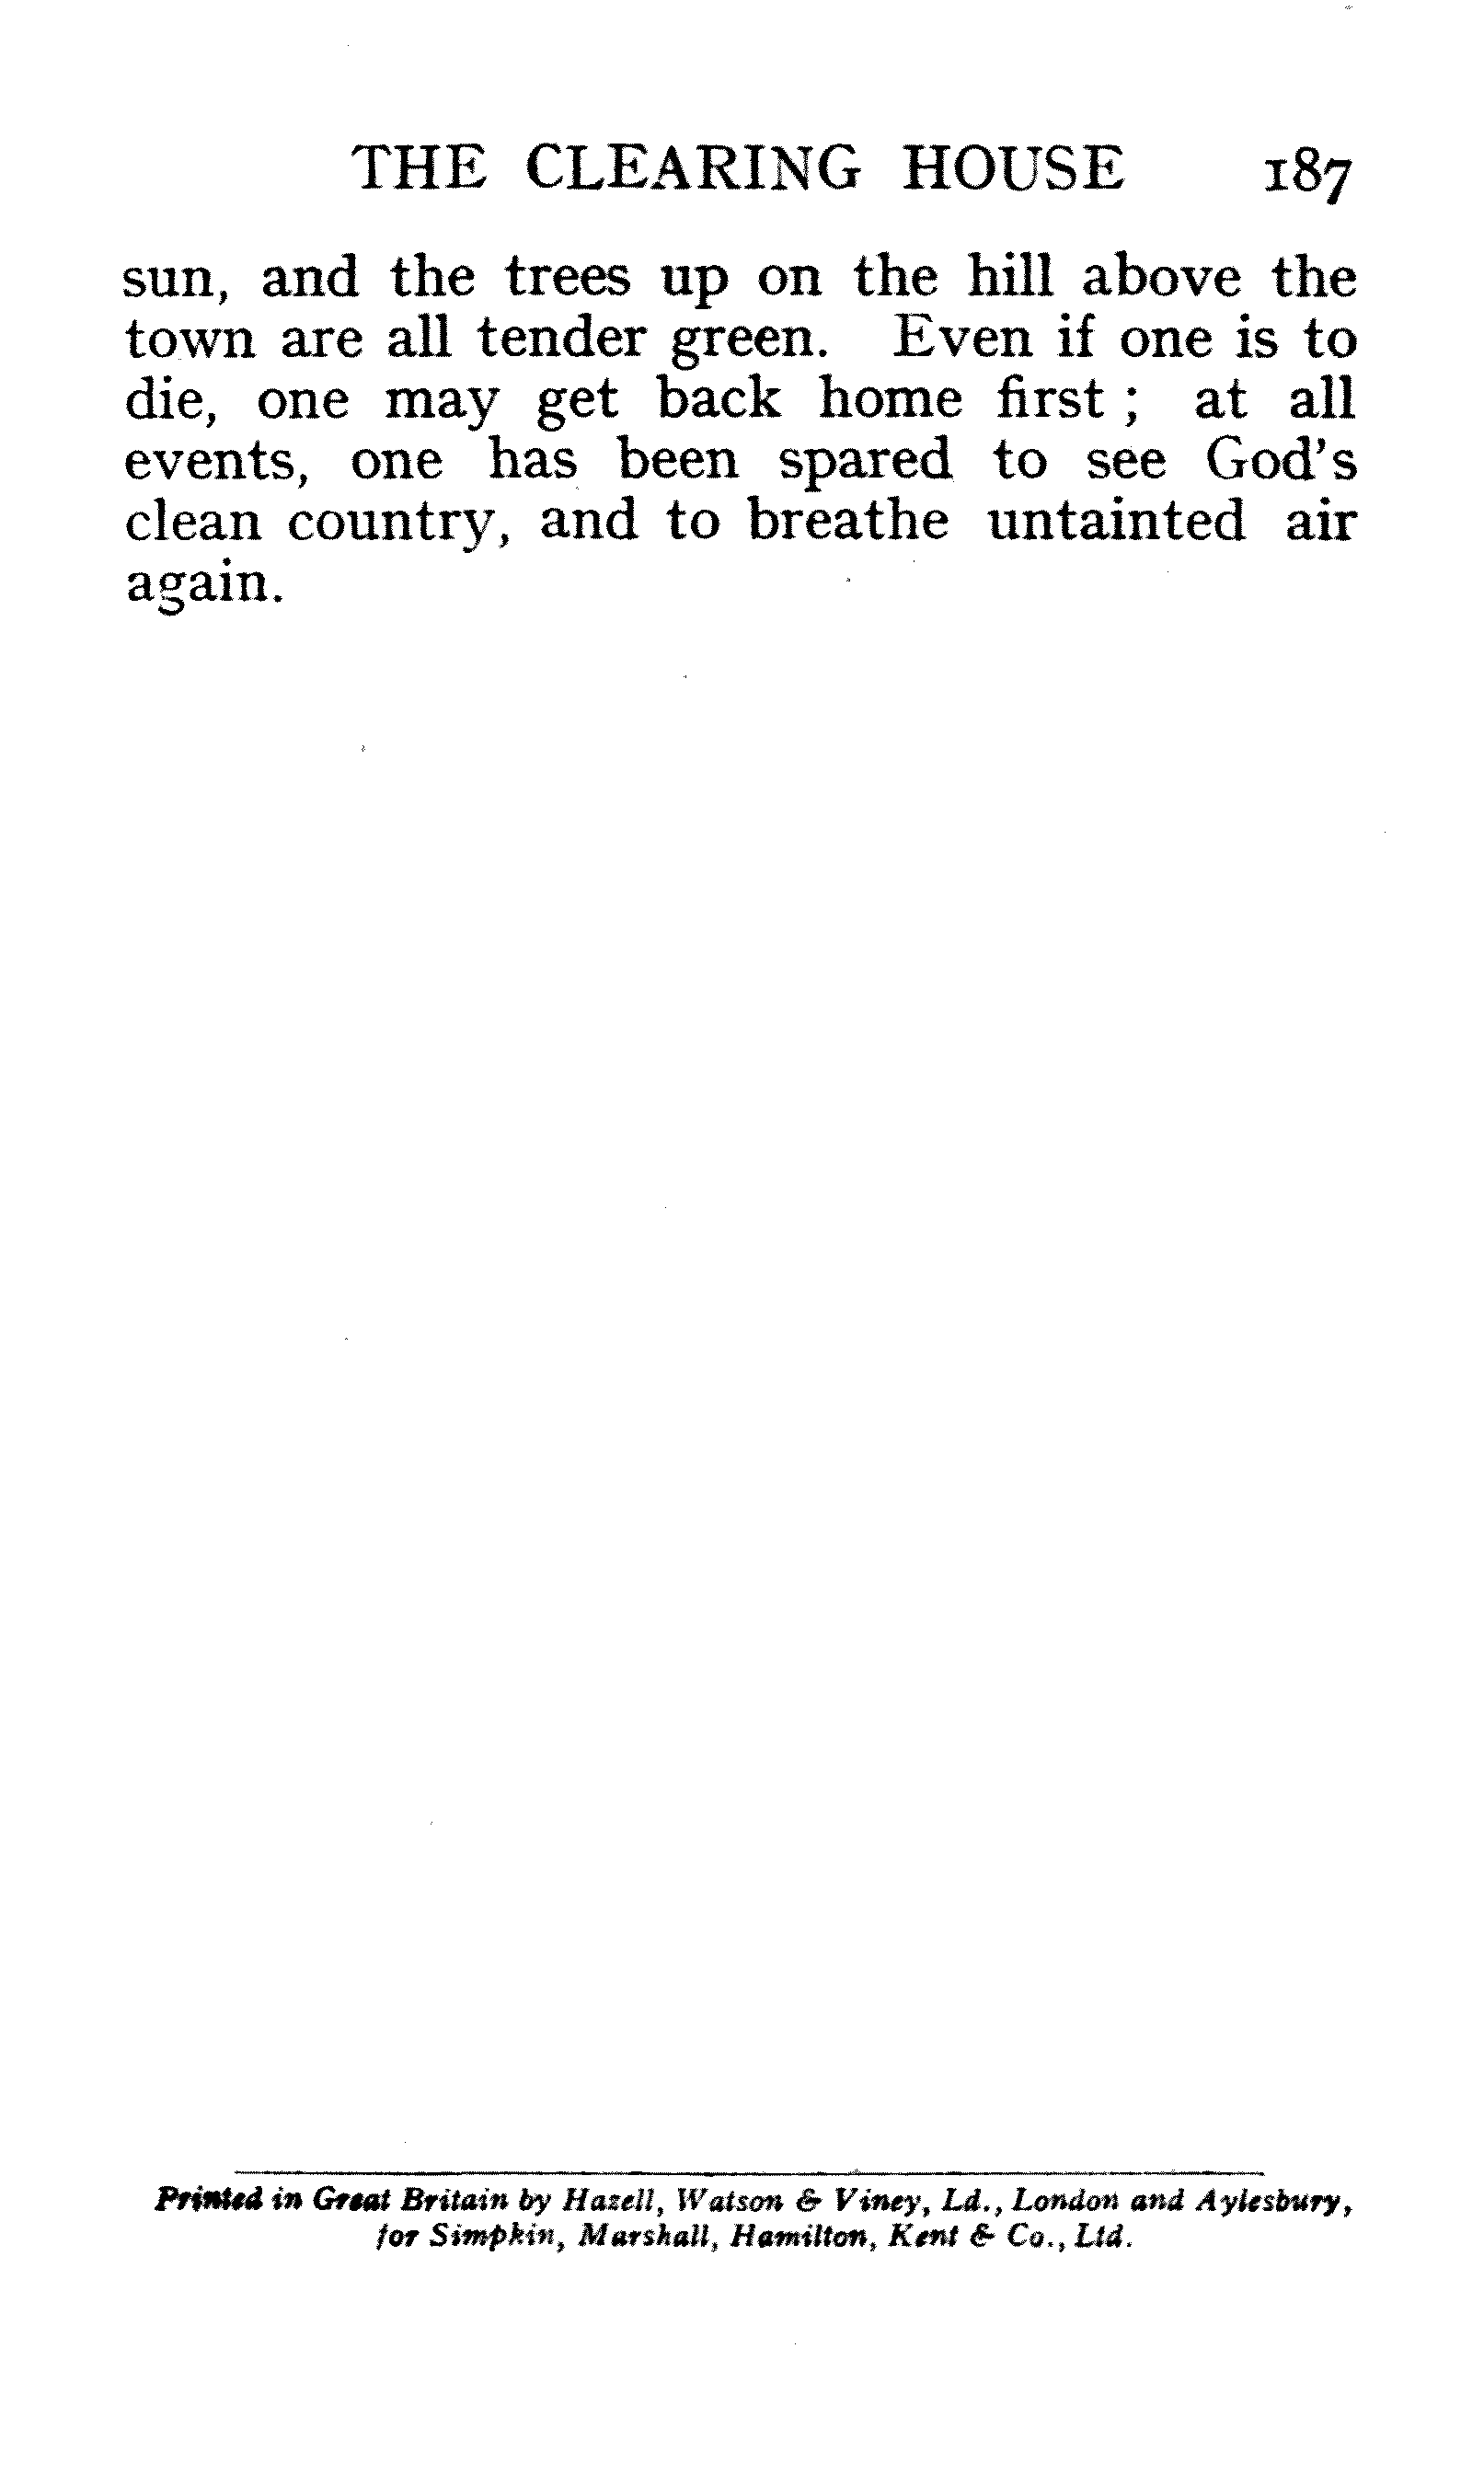 THE CLEARING HOUSE 187
sun, and the trees up on the hill above the
town are all tender green. Even if one is to
die, one may get back home first ; at all
events, one has been spared to see God's
clean country, and to breathe untainted air
again.
Printed in Great Britain by Hazell, Watson & Viney, Ld., London and Aylesbury,
for Simpkin, Marshall, Hamilton, Kent & Co., Ltd.